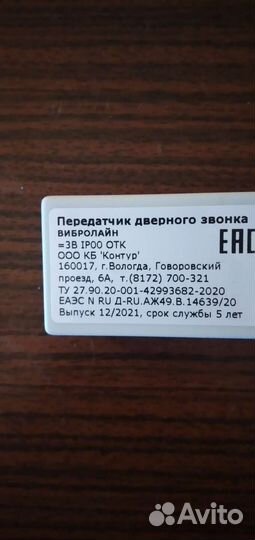 Передатчик дверного звонка
ВИБРОЛАЙН
=3В IP00 ОТК
ООО КБ 'Контур'
160017, г.Вологда, Говоровский
проезд, 6А, т.(8172) 700-321
ТУ 27.90.20-001-42993682-2020
ЕАЭС N RU Д-RU.АЖ49.В.14639/20
Выпуск 12/2021, срок службы 5 лет
EAC
Avito